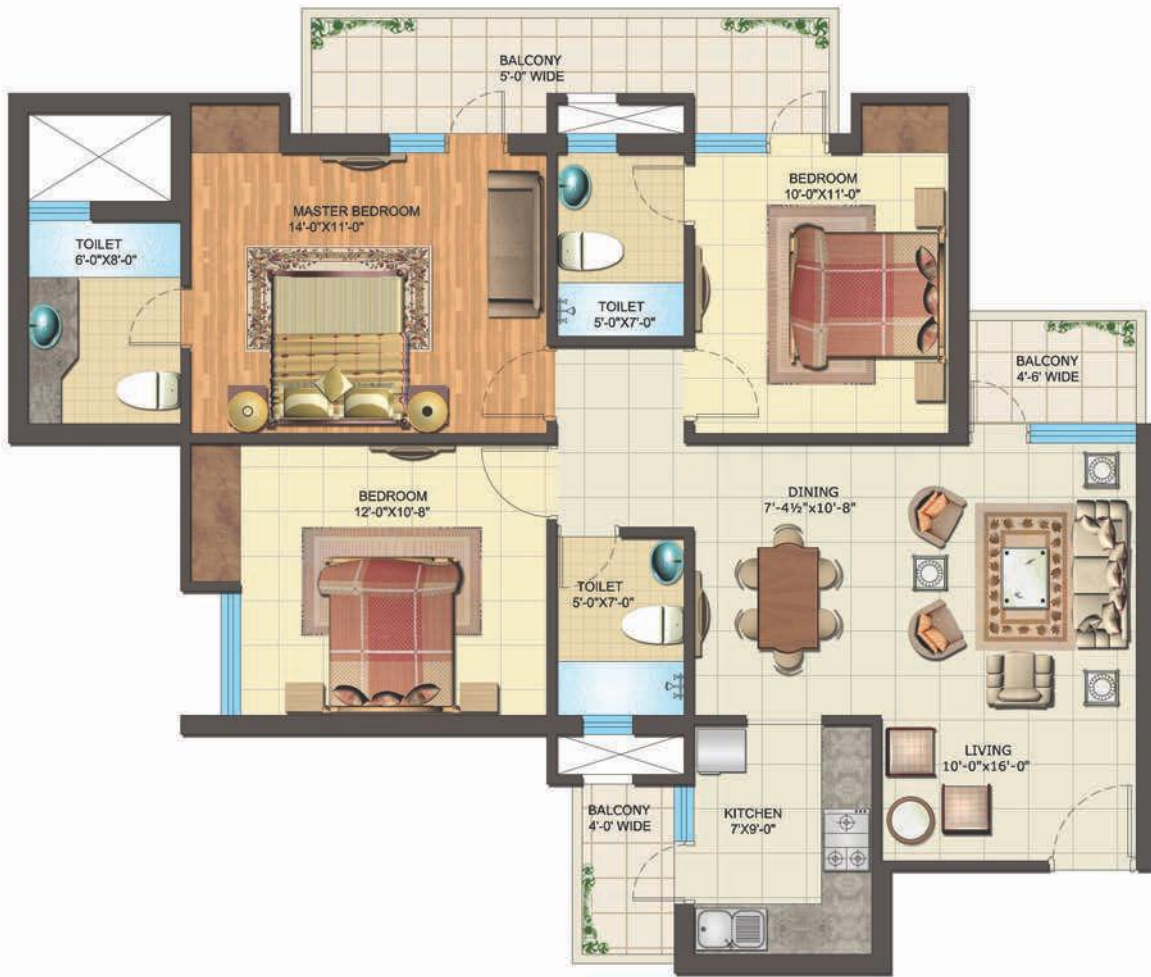 BALCONY
5'-0" WIDE
MASTER BEDROOM
14'-0"X11'-0"
BEDROOM
10'-0"X11'-0"
TOILET
6'-0"X8'-0"
TOILET
5'-0"X7'-0"
BALCONY
4'-6' WIDE
BEDROOM
12'-0"X10'-8"
DINING
7'-4½"x10'-8"
TOILET
5'-0"X7'-0"
LIVING
10'-0"x16'-0"
BALCONY
4'-0' WIDE
KITCHEN
7'X9'-0"